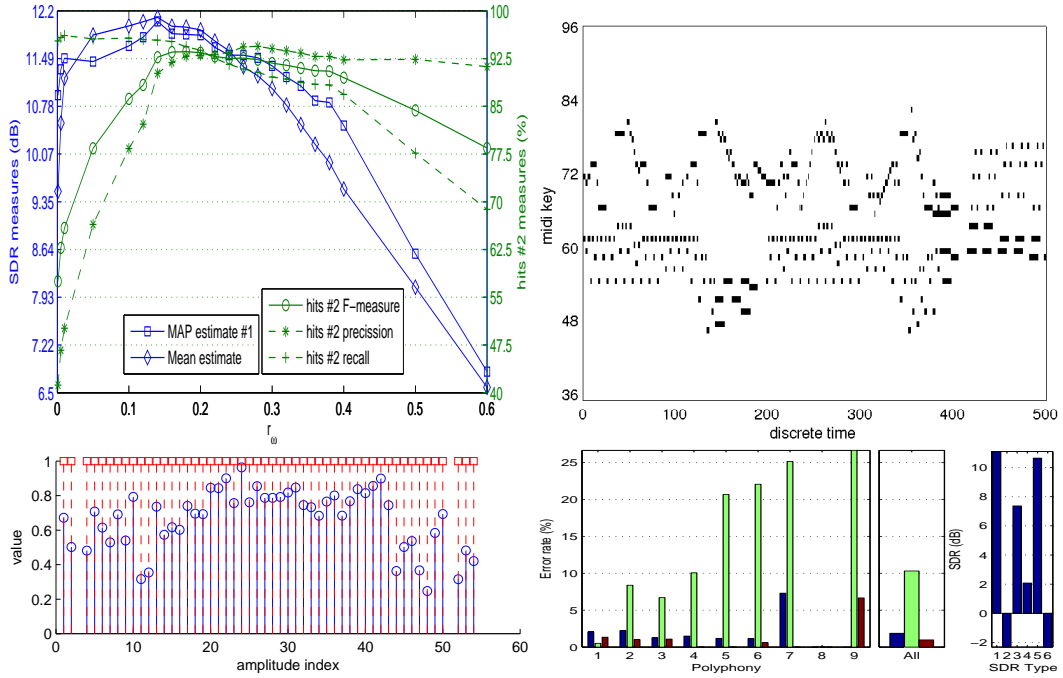 12.2
11.49
10.78
10.07
9.35
8.64
7.93
7.22
6.5
SDR measures (dB)
100
92.5
85
77.5
70
62.5
55
47.5
40
hits #2 measures (%)
MAP estimate #1
Mean estimate
hits #2 F-measure
hits #2 precission
hits #2 recall
0 0.1 0.2 0.3 0.4 0.5 0.6
r_ω
96
84
72
60
48
36
midi key
0 100 200 300 400 500
discrete time
1
0.8
0.6
0.4
0.2
0
value
0 10 20 30 40 50 60
amplitude index
25
20
15
10
5
0
Error rate (%)
1 2 3 4 5 6 7 8 9
Polyphony
All
10
8
6
4
2
0
−2
SDR (dB)
1 2 3 4 5 6
SDR Type